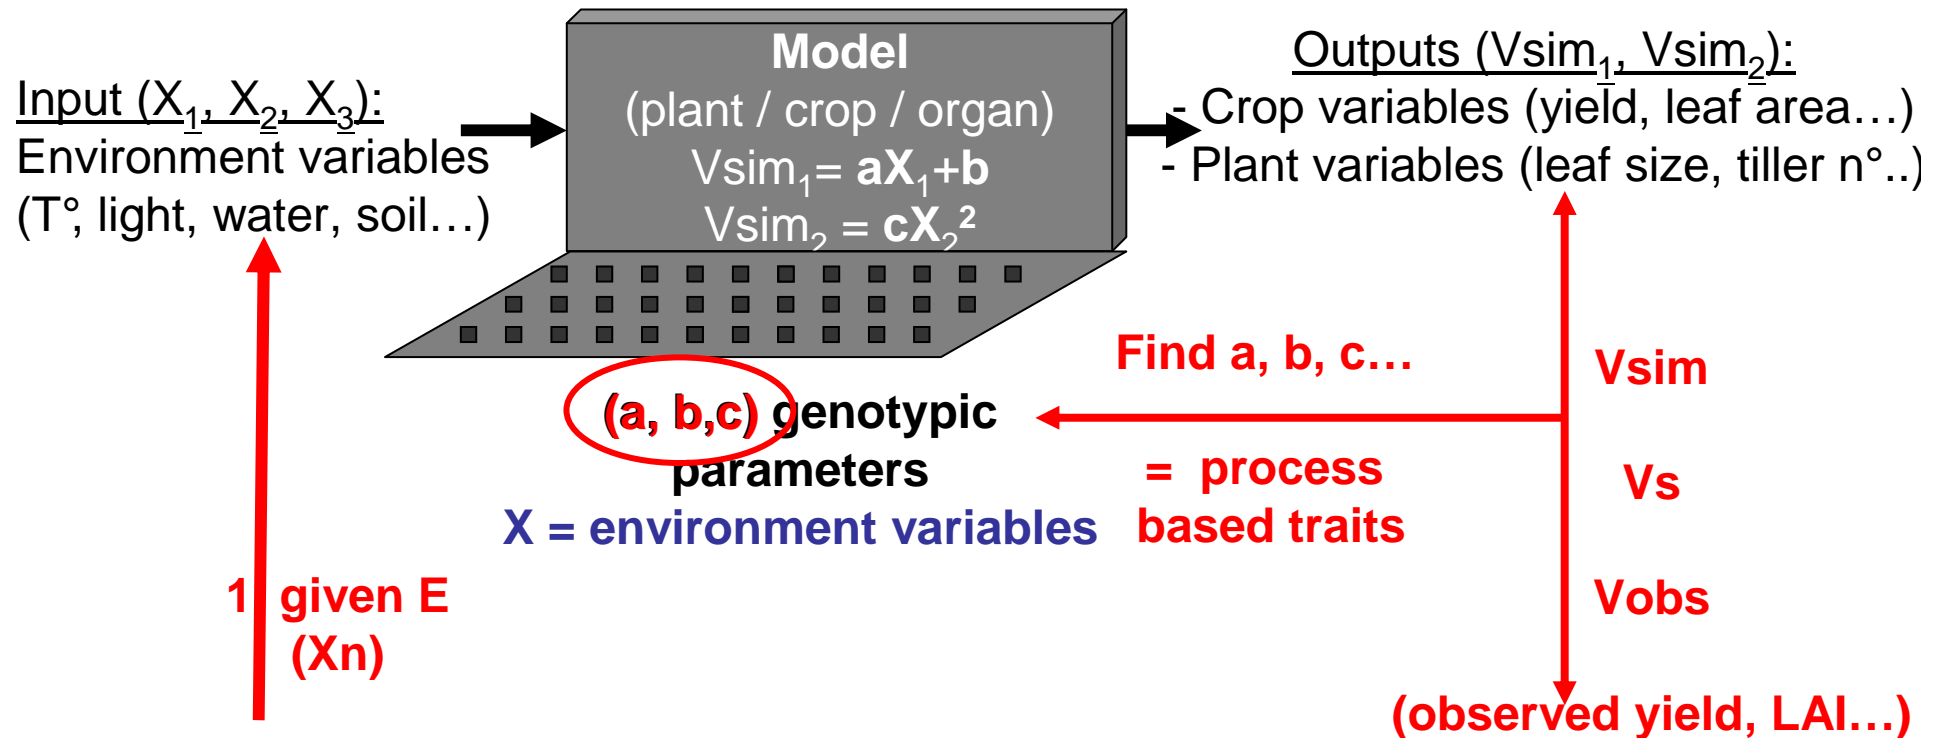 Input (X₁, X₂, X₃):
Environment variables
(T°, light, water, soil…)
Model
(plant / crop / organ)
Vsim₁= aX₁+b
Vsim₂ = cX₂²
Outputs (Vsim₁, Vsim₂):
- Crop variables (yield, leaf area…)
- Plant variables (leaf size, tiller n°..)
(a, b,c) genotypic
parameters
X = environment variables
Find a, b, c…
= process
based traits
Vsim
Vs
Vobs
(observed yield, LAI…)
1 given E
(Xn)